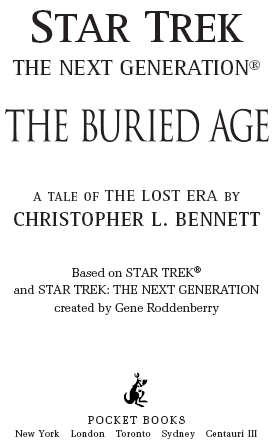 STAR TREK
THE NEXT GENERATION®
THE BURIED AGE
A TALE OF THE LOST ERA BY
CHRISTOPHER L. BENNETT
Based on STAR TREK®
and STAR TREK: THE NEXT GENERATION
created by Gene Roddenberry
POCKET BOOKS
New York London Toronto Sydney Centauri III